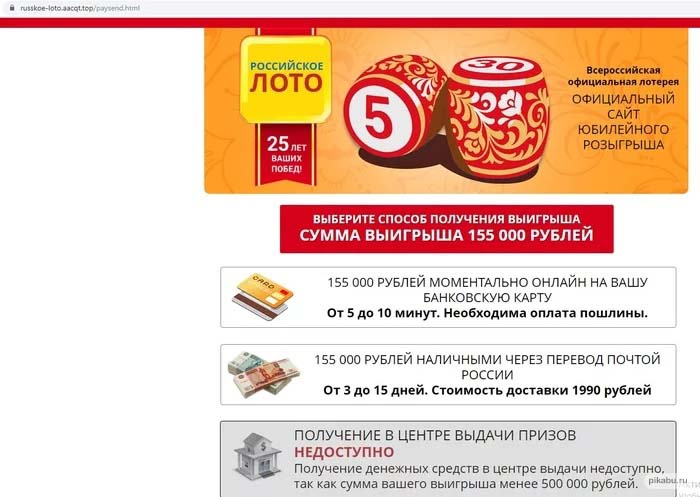 russkoe-loto.aacqt.top/paysend.html
РОССИЙСКОЕ
ЛОТО
25 ЛЕТ
ВАШИХ
ПОБЕД!
5
30
Всероссийская
официальная лотерея
ОФИЦИАЛЬНЫЙ
САЙТ
ЮБИЛЕЙНОГО
РОЗЫГРЫША
ВЫБЕРИТЕ СПОСОБ ПОЛУЧЕНИЯ ВЫИГРЫША
СУММА ВЫИГРЫША 155 000 РУБЛЕЙ
CARD
155 000 РУБЛЕЙ МОМЕНТАЛЬНО ОНЛАЙН НА ВАШУ
БАНКОВСКУЮ КАРТУ
От 5 до 10 минут. Необходима оплата пошлины.
155 000 РУБЛЕЙ НАЛИЧНЫМИ ЧЕРЕЗ ПЕРЕВОД ПОЧТОЙ
РОССИИ
От 3 до 15 дней. Стоимость доставки 1990 рублей
ПОЛУЧЕНИЕ В ЦЕНТРЕ ВЫДАЧИ ПРИЗОВ
НЕДОСТУПНО
Получение денежных средств в центре выдачи недоступно,
так как сумма вашего выигрыша менее 500 000 рублей.
pikabu.ru